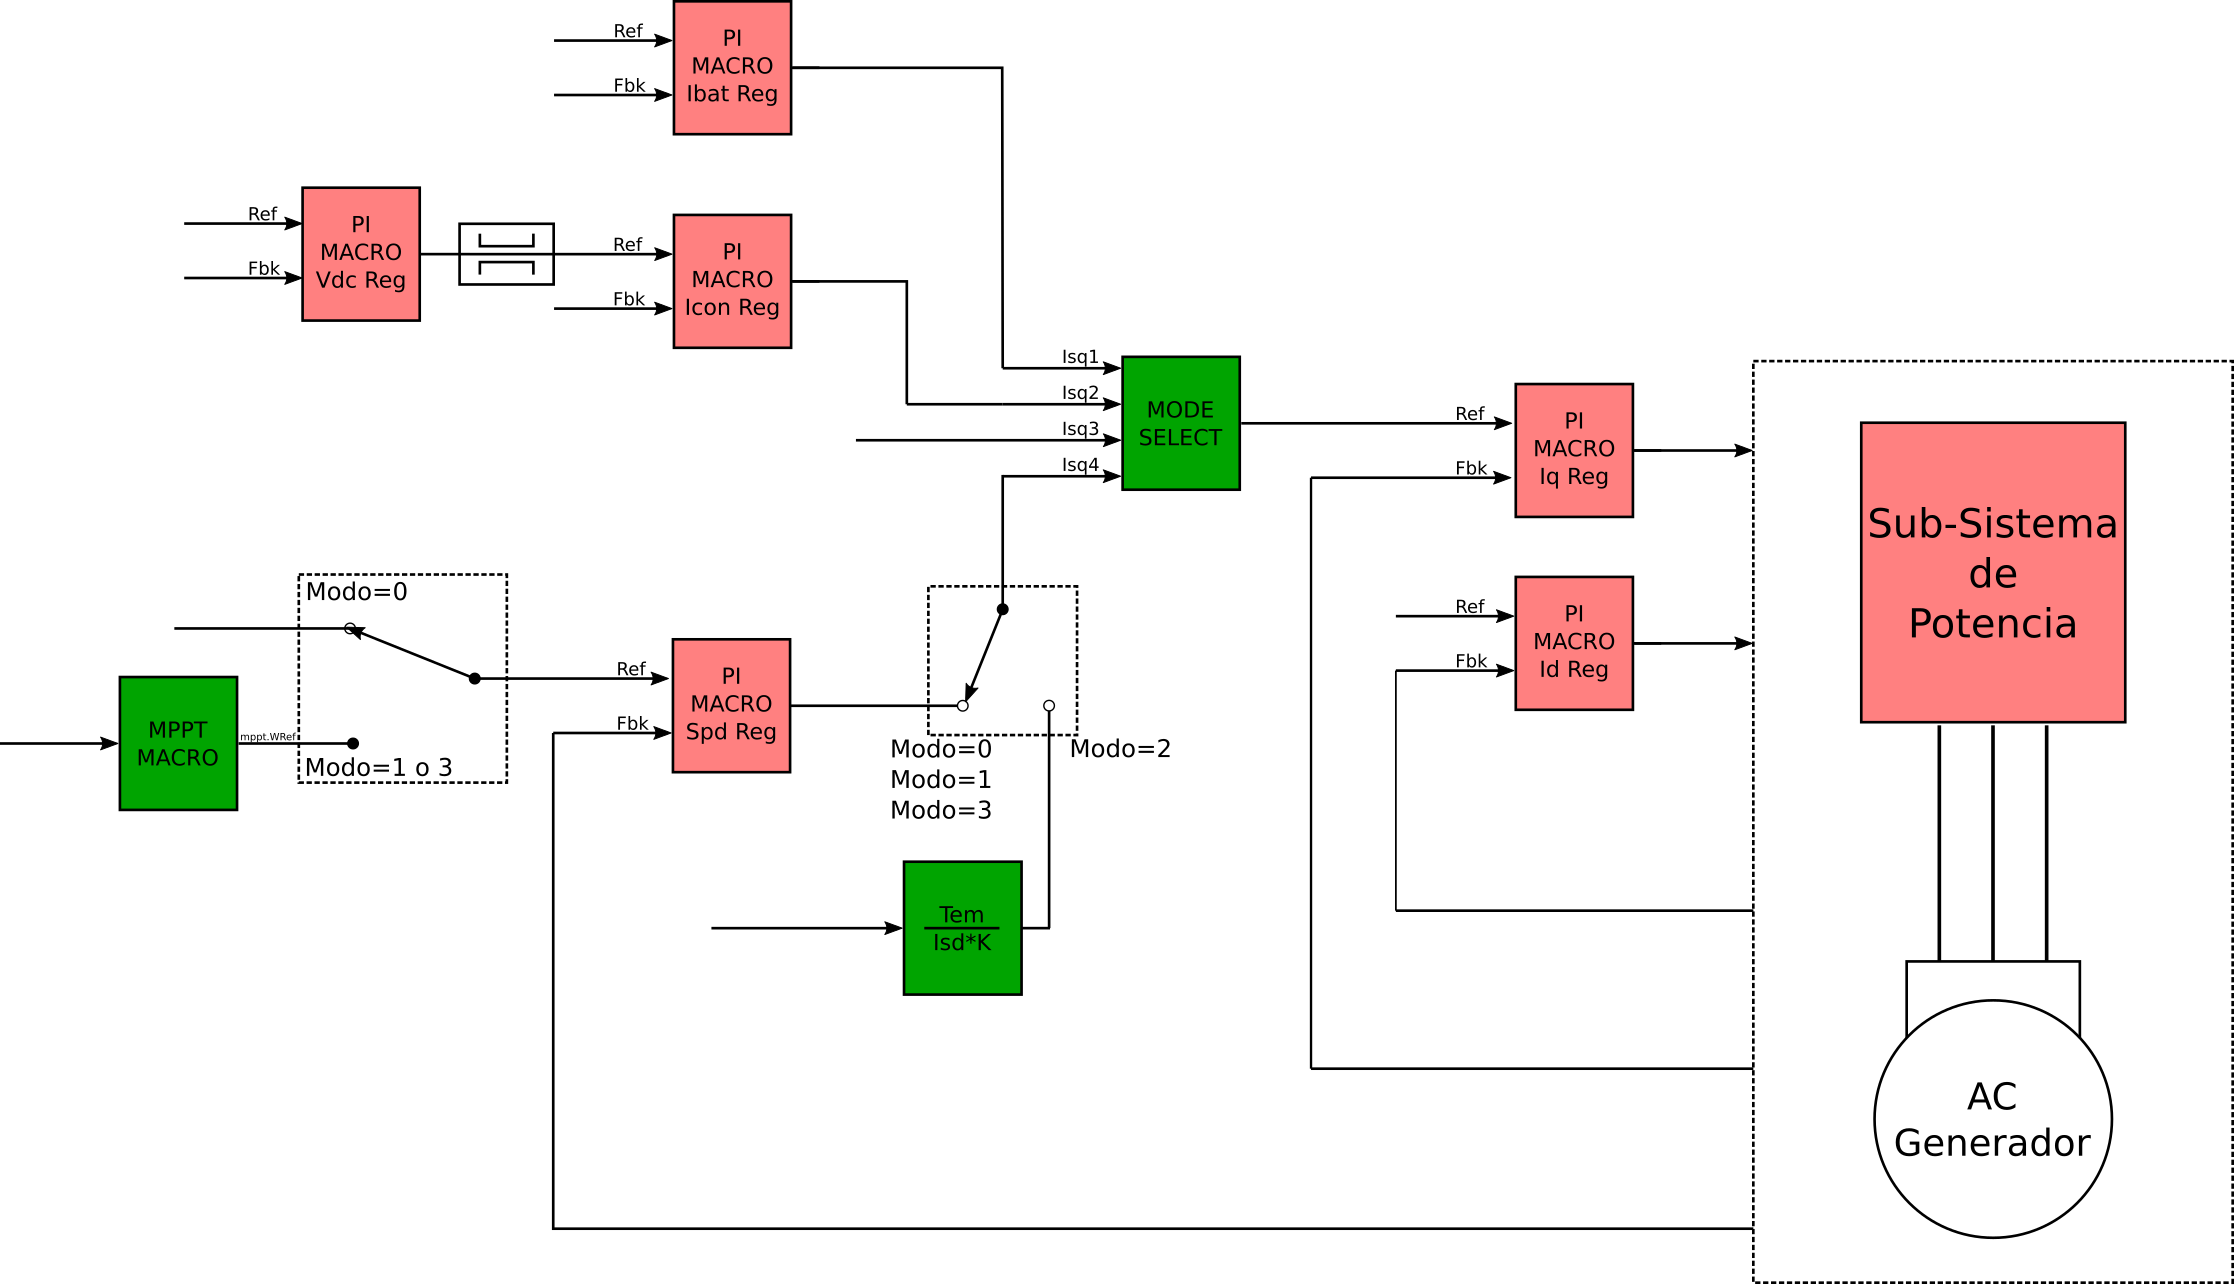 Ref
Fbk
PI
MACRO
Ibat Reg
Ref
Fbk
PI
MACRO
Vdc Reg
Ref
Fbk
PI
MACRO
Icon Reg
Isq1
Isq2
Isq3
Isq4
MODE
SELECT
Ref
Fbk
PI
MACRO
Iq Reg
Ref
Fbk
PI
MACRO
Id Reg
Sub-Sistema
de
Potencia
Modo=0
MPPT
MACRO
mppt.WRef
Modo=1 o 3
Ref
Fbk
PI
MACRO
Spd Reg
Modo=0
Modo=1
Modo=3
Modo=2
Tem
Isd*K
AC
Generador